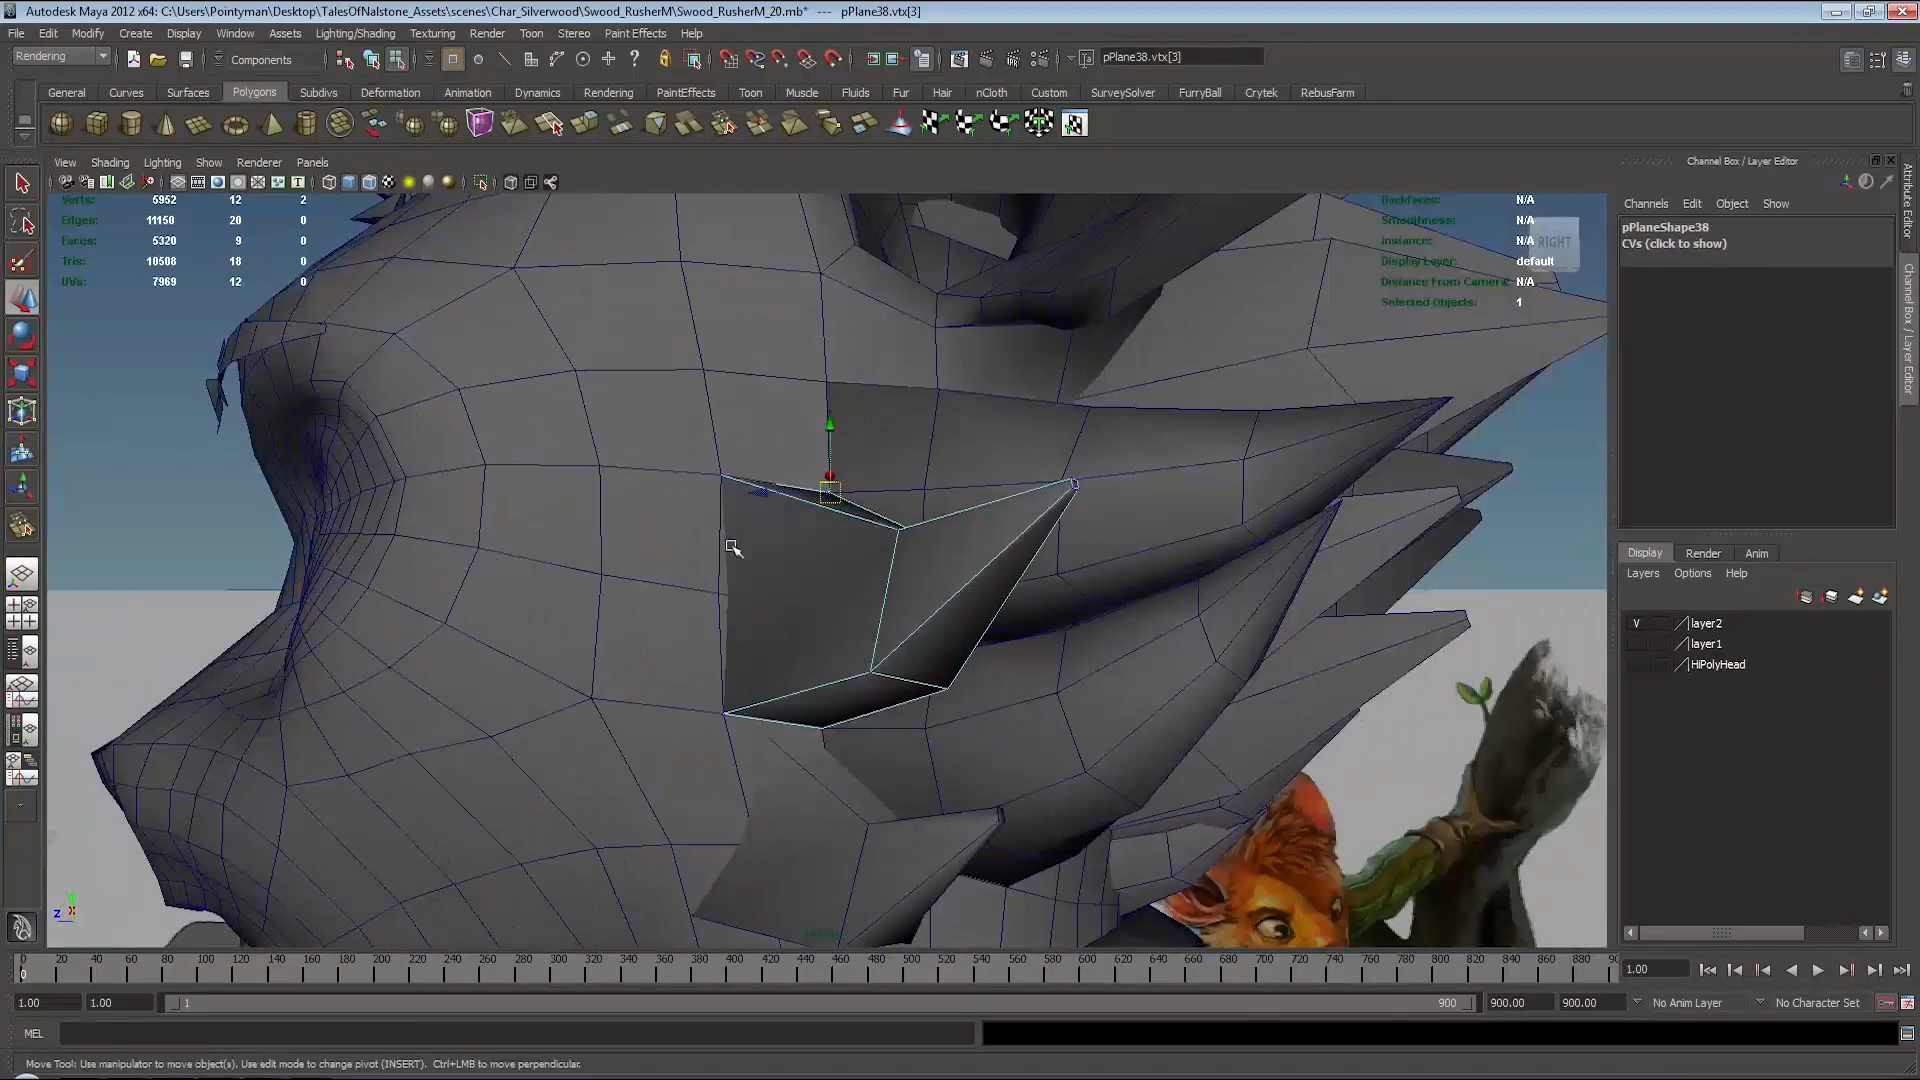 Autodesk Maya 2012 x64: C:\Users\Pointyman\Desktop\TalesOfNalstone_Assets\scenes\Char_Silverwood\Swood_RusherM\Swood_RusherM_20.mb* --- pPlane38.vtx[3]
File Edit Modify Create Display Window Assets Lighting/Shading Texturing Render Toon Stereo Paint Effects Help
Rendering Components pPlane38.vtx[3]
General Curves Surfaces Polygons Subdivs Deformation Animation Dynamics Rendering PaintEffects Toon Muscle Fluids Fur Hair nCloth Custom SurveySolver FurryBall Crytek RebusFarm
View Shading Lighting Show Renderer Panels
Channel Box / Layer Editor
Channels Edit Object Show
pPlaneShape38
CVs (click to show)
Attribute Editor
Channel Box / Layer Editor
Verts: 5952 12 2
Edges: 11150 20 0
Faces: 5320 9 0
Tris: 10508 18 0
UVs: 7969 12 0
Backfaces: N/A
Smoothness: N/A
Instance: N/A
Display Layer: default
Distance From Camera: N/A
Selected Objects: 1
RIGHT
Display Render Anim
Layers Options Help
V layer2
layer1
HiPolyHead
Y
Z X
0 20 40 60 80 100 120 140 160 180 200 220 240 260 280 300 320 340 360 380 400 420 440 460 480 500 520 540 560 580 600 620 640 660 680 700 720 740 760 780 800 820 840 860 880 90
0
1.00
1.00 1.00 1 900 900.00 900.00 No Anim Layer No Character Set
MEL
Move Tool: Use manipulator to move object(s). Use edit mode to change pivot (INSERT). Ctrl+LMB to move perpendicular.